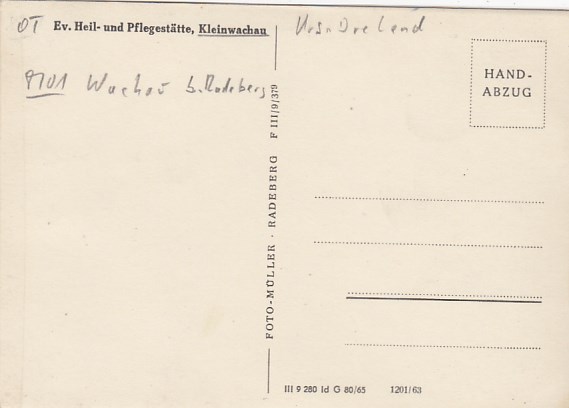 OT Ev. Heil- und Pflegestätte, Kleinwachau
8101 Wachau b. Radeberg
HAND-
ABZUG
FOTO-MÜLLER · RADEBERG F III/9/379
III 9 280 Id G 80/65 1201/63